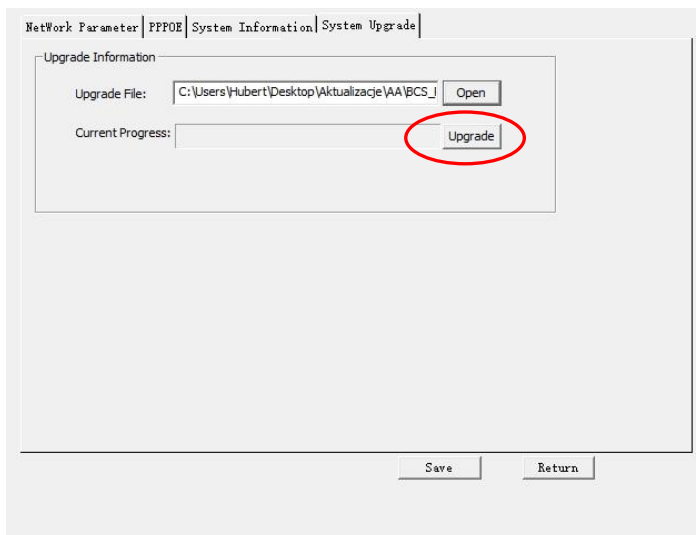 NetWork Parameter PPPOE System Information System Upgrade
Upgrade Information
Upgrade File: C:\Users\Hubert\Desktop\Aktualizacje\AA\BCS_ Open
Current Progress: Upgrade
Save Return